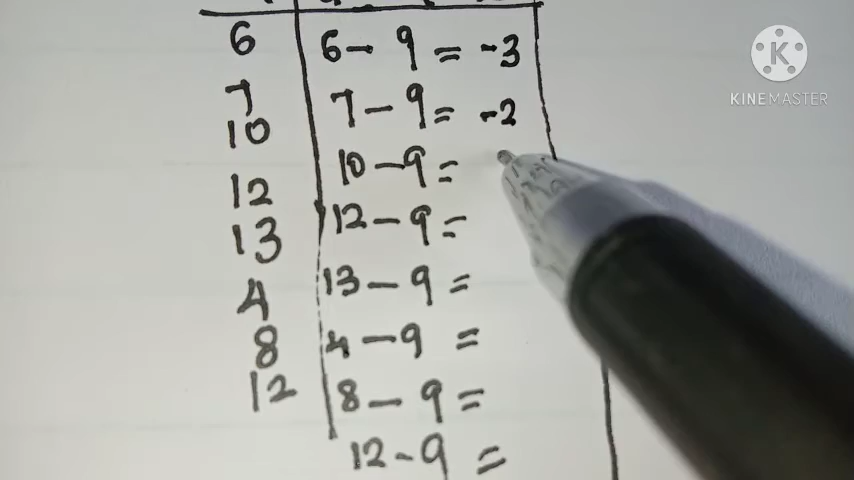 6 6 - 9 = -3
7 7 - 9 = -2
10 10 - 9 =
12 12 - 9 =
13 13 - 9 =
4 4 - 9 =
8 8 - 9 =
12 12 - 9 =
K
KINEMASTER